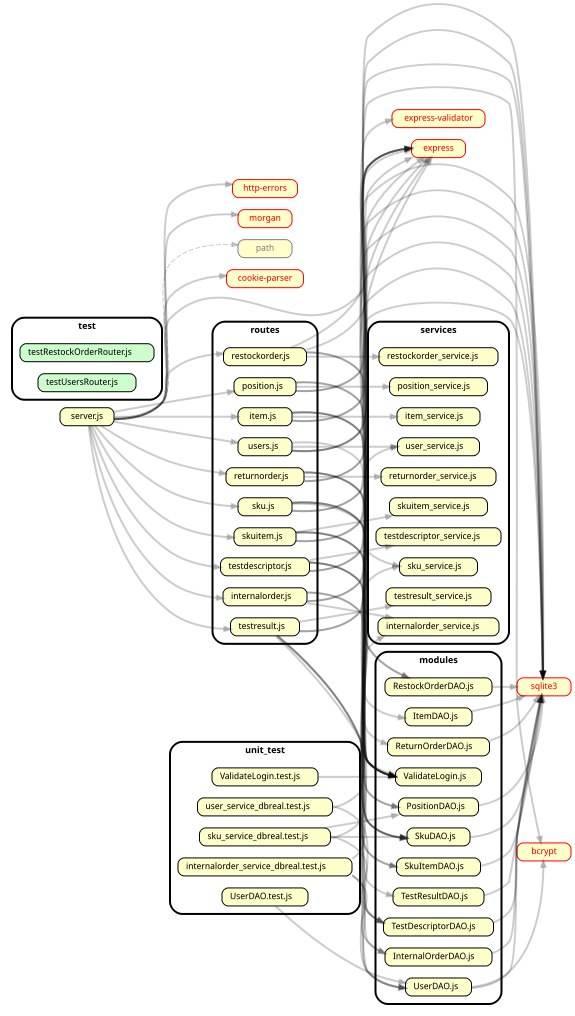 express-validator
express
http-errors
morgan
path
cookie-parser
test
testRestockOrderRouter.js
testUsersRouter.js
server.js
routes
restockorder.js
position.js
item.js
users.js
returnorder.js
sku.js
skuitem.js
testdescriptor.js
internalorder.js
testresult.js
services
restockorder_service.js
position_service.js
item_service.js
user_service.js
returnorder_service.js
skuitem_service.js
testdescriptor_service.js
sku_service.js
testresult_service.js
internalorder_service.js
modules
RestockOrderDAO.js
ItemDAO.js
ReturnOrderDAO.js
ValidateLogin.js
PositionDAO.js
SkuDAO.js
SkuItemDAO.js
TestResultDAO.js
TestDescriptorDAO.js
InternalOrderDAO.js
UserDAO.js
sqlite3
bcrypt
unit_test
ValidateLogin.test.js
user_service_dbreal.test.js
sku_service_dbreal.test.js
internalorder_service_dbreal.test.js
UserDAO.test.js